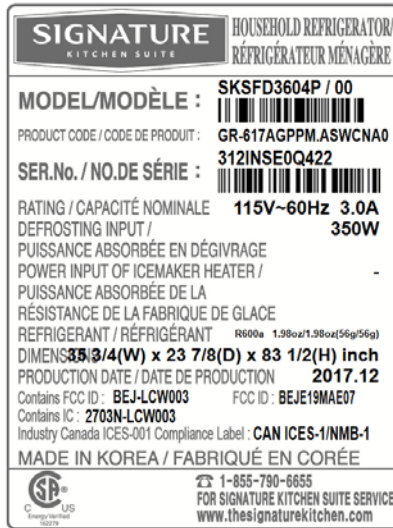 SIGNATURE
KITCHEN SUITE
HOUSEHOLD REFRIGERATOR/
RÉFRIGÉRATEUR MÉNAGÈRE
MODEL/MODÈLE : SKSFD3604P / 00
PRODUCT CODE / CODE DE PRODUIT : GR-617AGPPM.ASWCNA0
SER.No. / NO.DE SÉRIE : 312INSE0Q422
RATING / CAPACITÉ NOMINALE 115V~60Hz 3.0A
DEFROSTING INPUT / 350W
PUISSANCE ABSORBÉE EN DÉGIVRAGE
POWER INPUT OF ICEMAKER HEATER / -
PUISSANCE ABSORBÉE DE LA
RÉSISTANCE DE LA FABRIQUE DE GLACE
REFRIGERANT / RÉFRIGÉRANT R600a 1.98oz/1.98oz(56g/56g)
DIMENSIONS 35 3/4(W) x 23 7/8(D) x 83 1/2(H) inch
PRODUCTION DATE / DATE DE PRODUCTION 2017.12
Contains FCC ID : BEJ-LCW003 FCC ID : BEJE19MAE07
Contains IC : 2703N-LCW003
Industry Canada ICES-001 Compliance Label : CAN ICES-1/NMB-1
MADE IN KOREA / FABRIQUÉ EN CORÉE
SA
C US
Energy Verified
162079
1-855-790-6655
FOR SIGNATURE KITCHEN SUITE SERVICE
www.thesignaturekitchen.com